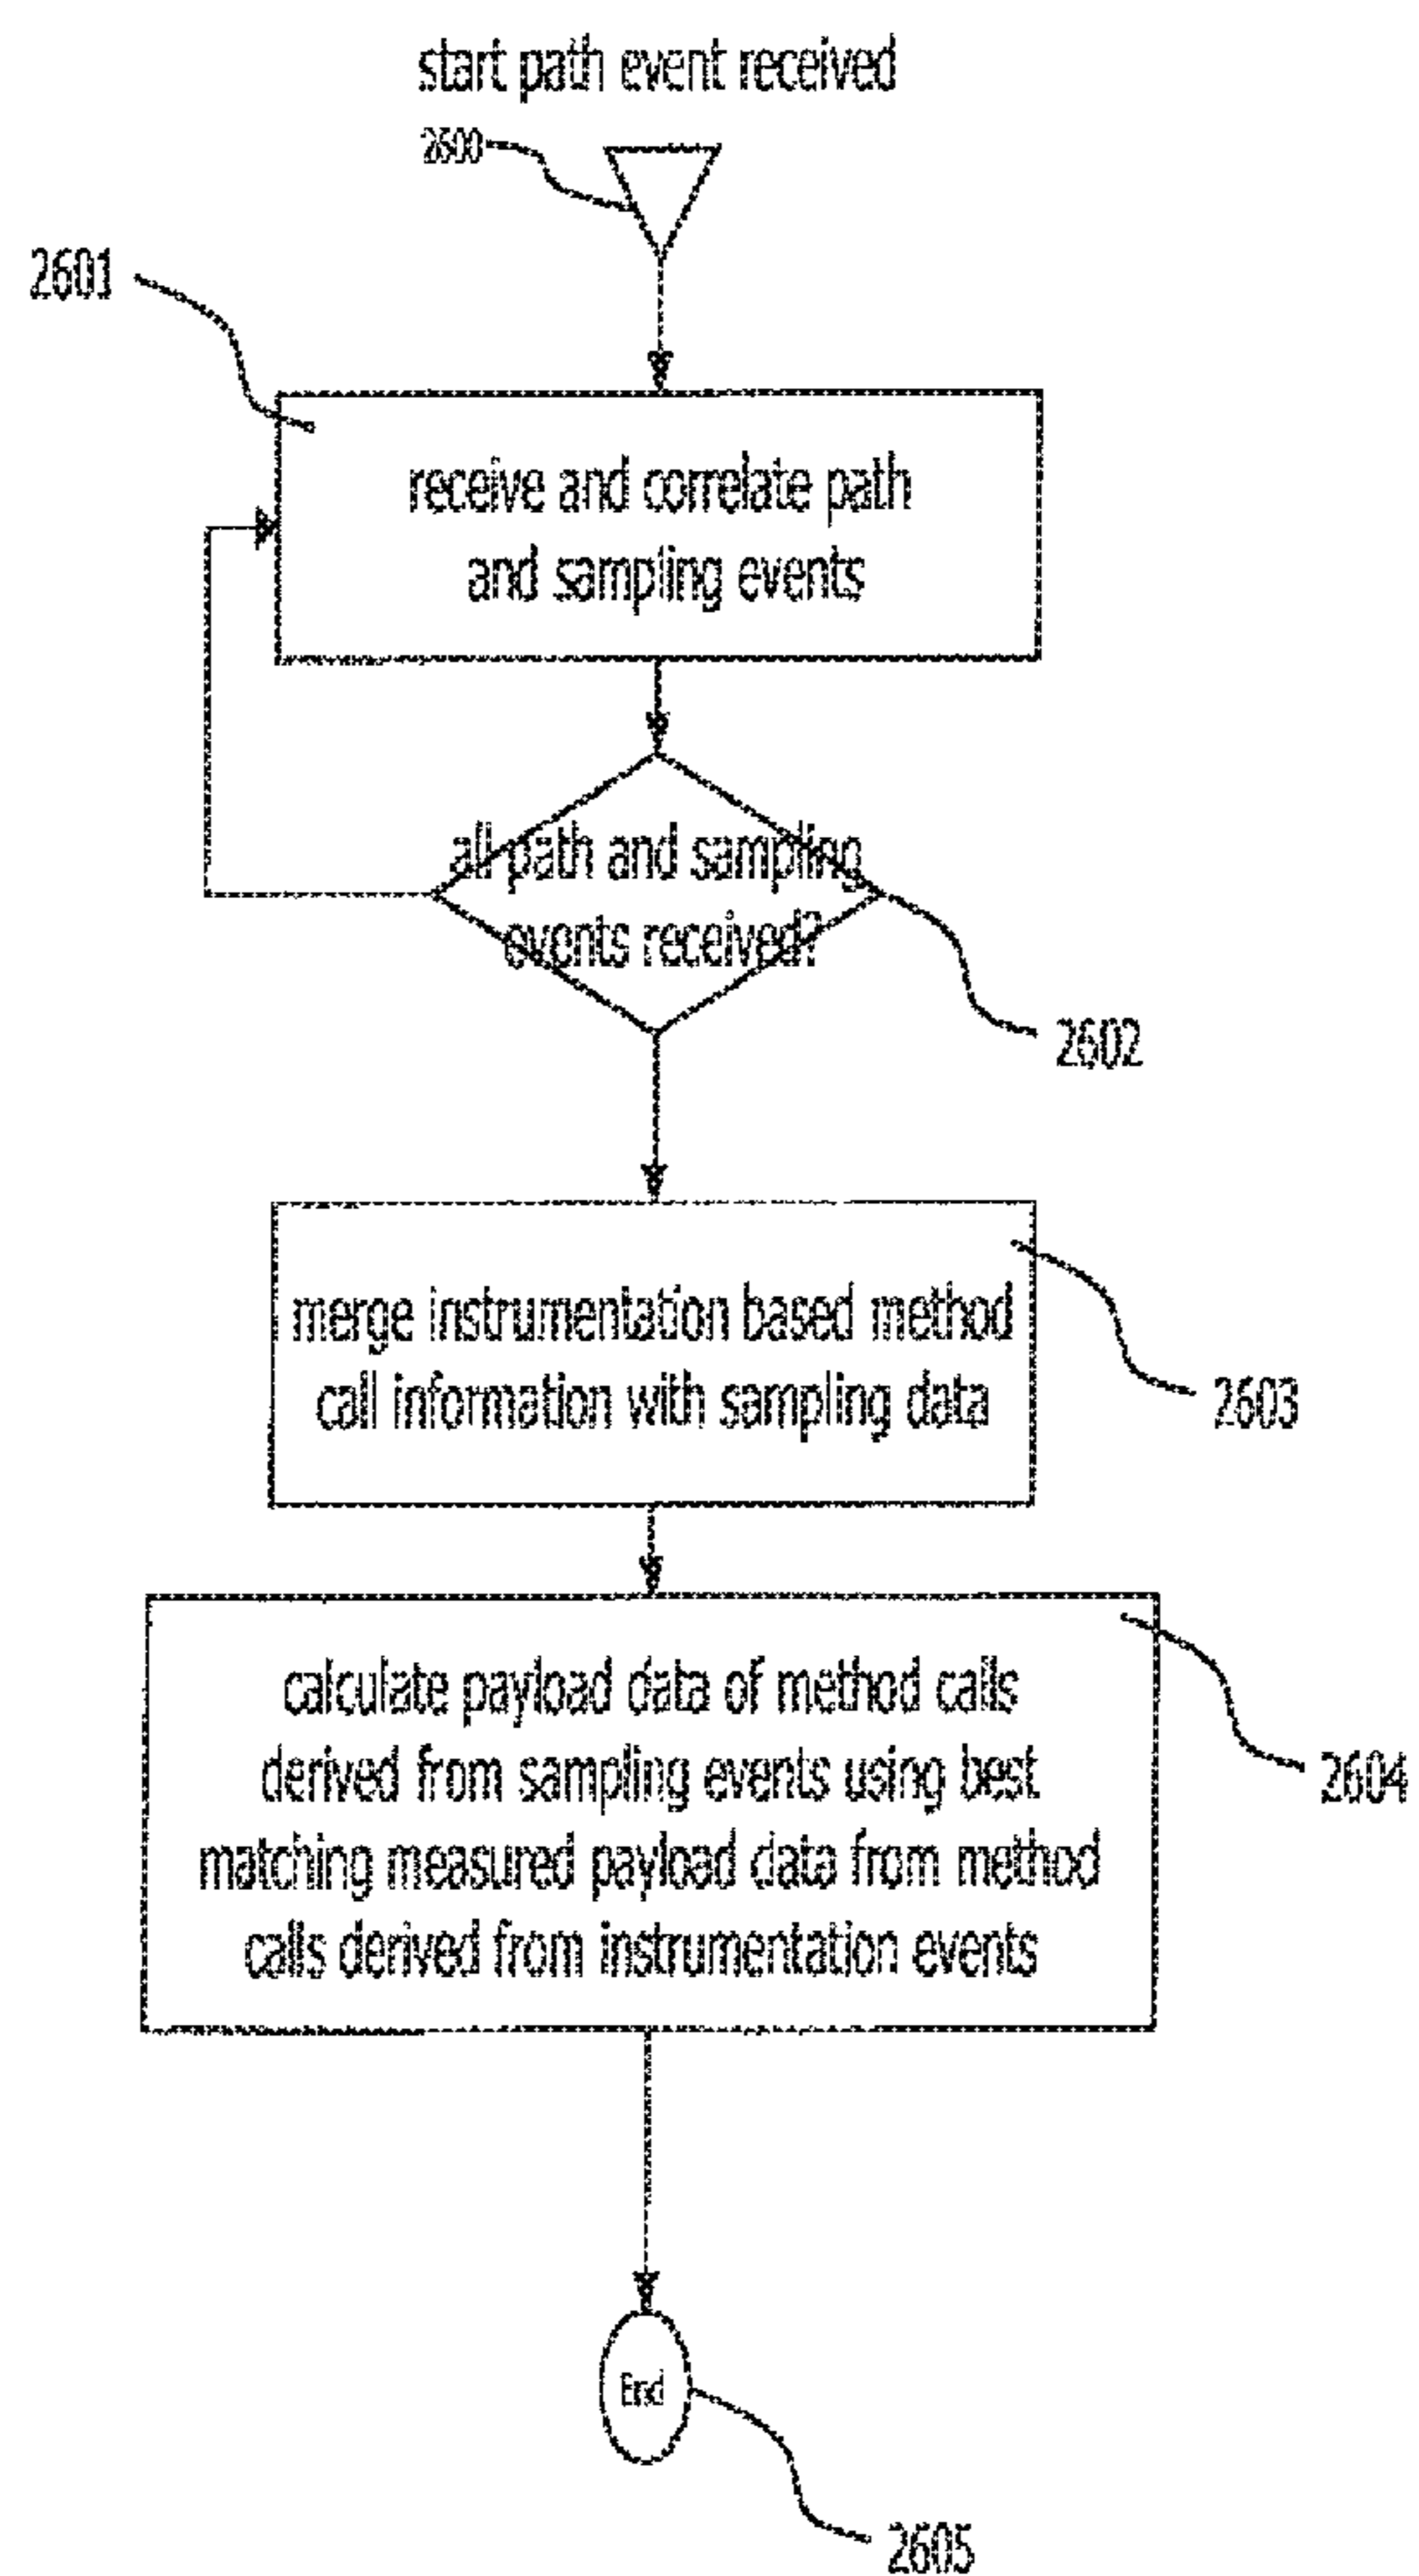 start path event received
2600
2601
receive and correlate path
and sampling events
all path and sampling
events received?
2602
merge instrumentation based method
call information with sampling data
2603
calculate payload data of method calls
derived from sampling events using best
matching measured payload data from method
calls derived from instrumentation events
2604
End
2605